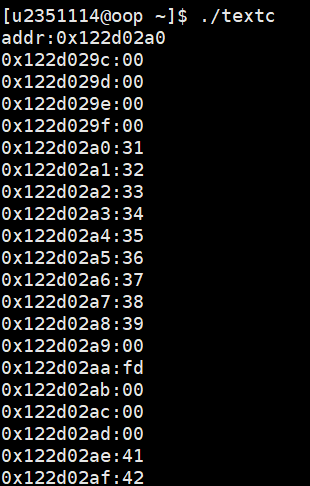 [u2351114@oop ~]$ ./textc
addr:0x122d02a0
0x122d029c:00
0x122d029d:00
0x122d029e:00
0x122d029f:00
0x122d02a0:31
0x122d02a1:32
0x122d02a2:33
0x122d02a3:34
0x122d02a4:35
0x122d02a5:36
0x122d02a6:37
0x122d02a7:38
0x122d02a8:39
0x122d02a9:00
0x122d02aa:fd
0x122d02ab:00
0x122d02ac:00
0x122d02ad:00
0x122d02ae:41
0x122d02af:42